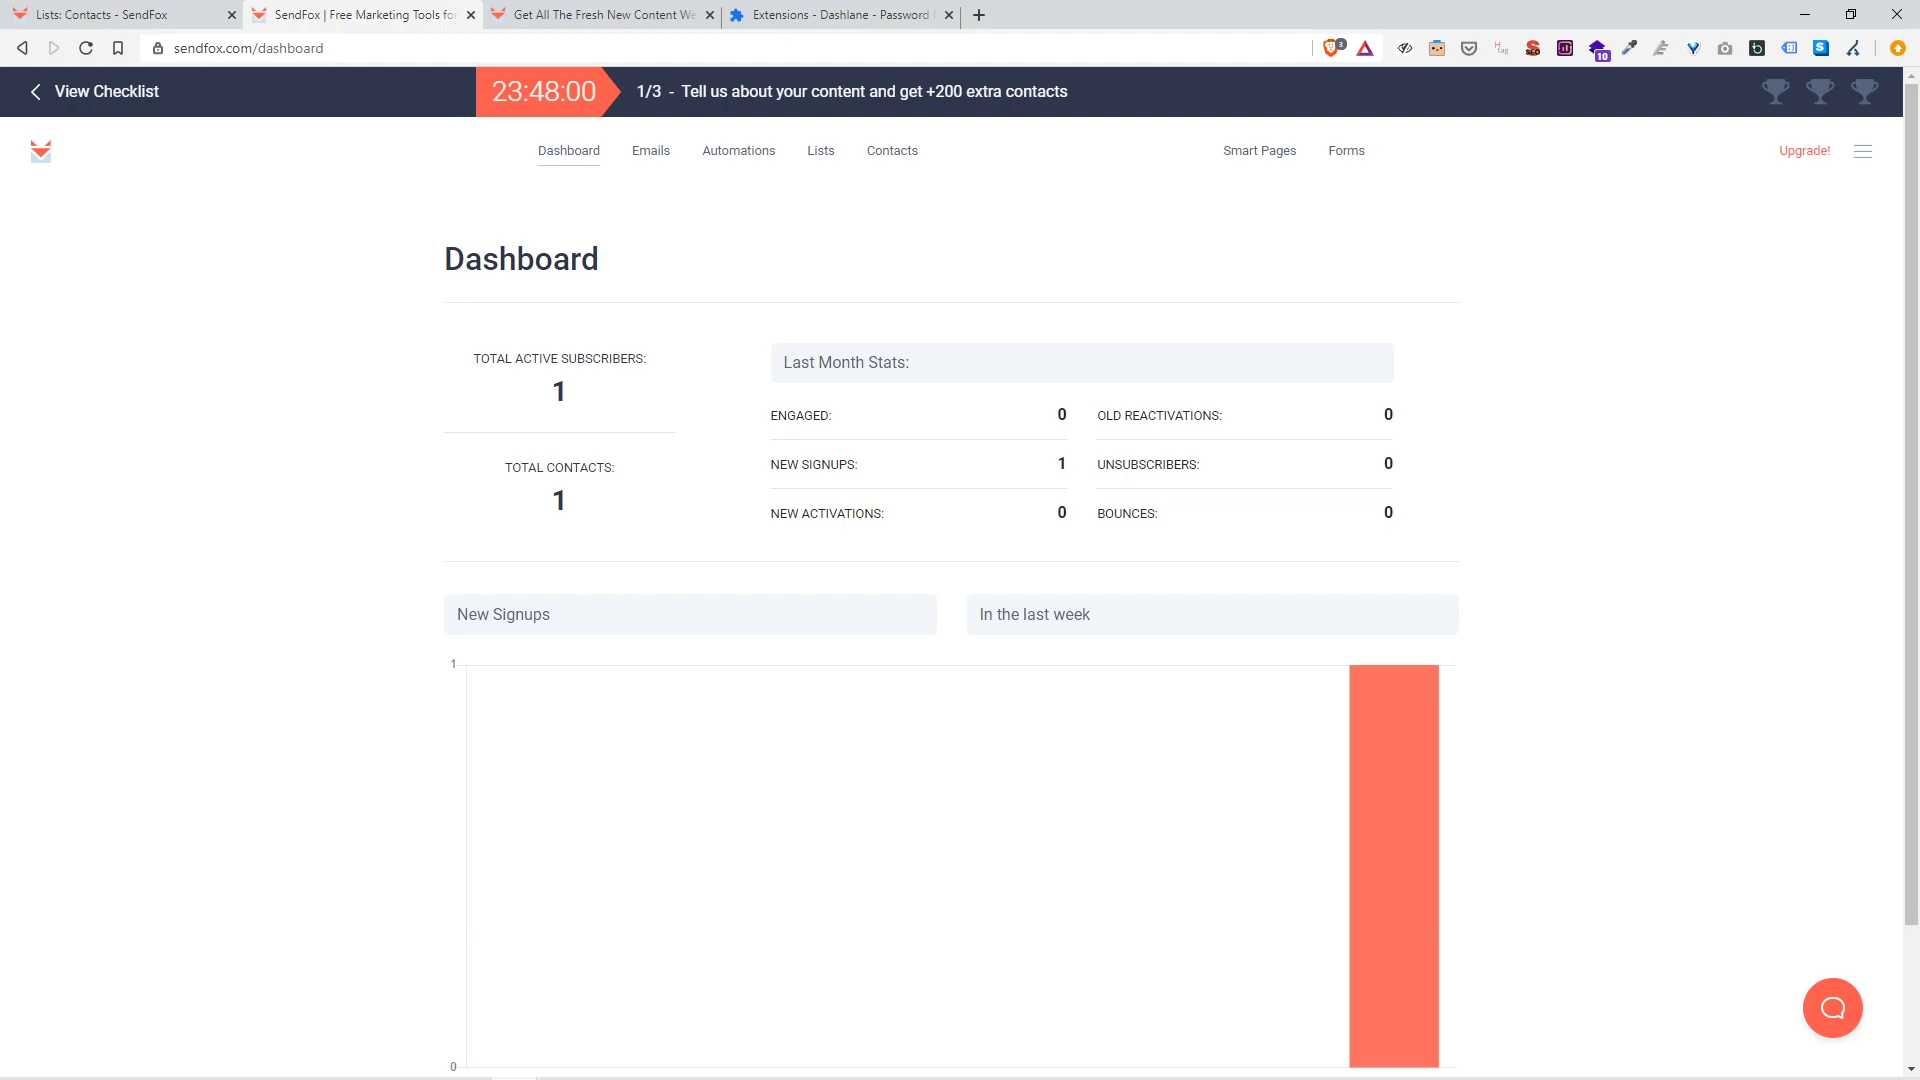 Lists: Contacts - SendFox
SendFox | Free Marketing Tools for
Get All The Fresh New Content We
Extensions - Dashlane - Password
sendfox.com/dashboard
3
10
View Checklist
23:48:00
1/3 - Tell us about your content and get +200 extra contacts
Dashboard
Emails
Automations
Lists
Contacts
Smart Pages
Forms
Upgrade!
Dashboard
TOTAL ACTIVE SUBSCRIBERS:
1
TOTAL CONTACTS:
1
Last Month Stats:
ENGAGED: 0
OLD REACTIVATIONS: 0
NEW SIGNUPS: 1
UNSUBSCRIBERS: 0
NEW ACTIVATIONS: 0
BOUNCES: 0
New Signups
In the last week
1
0